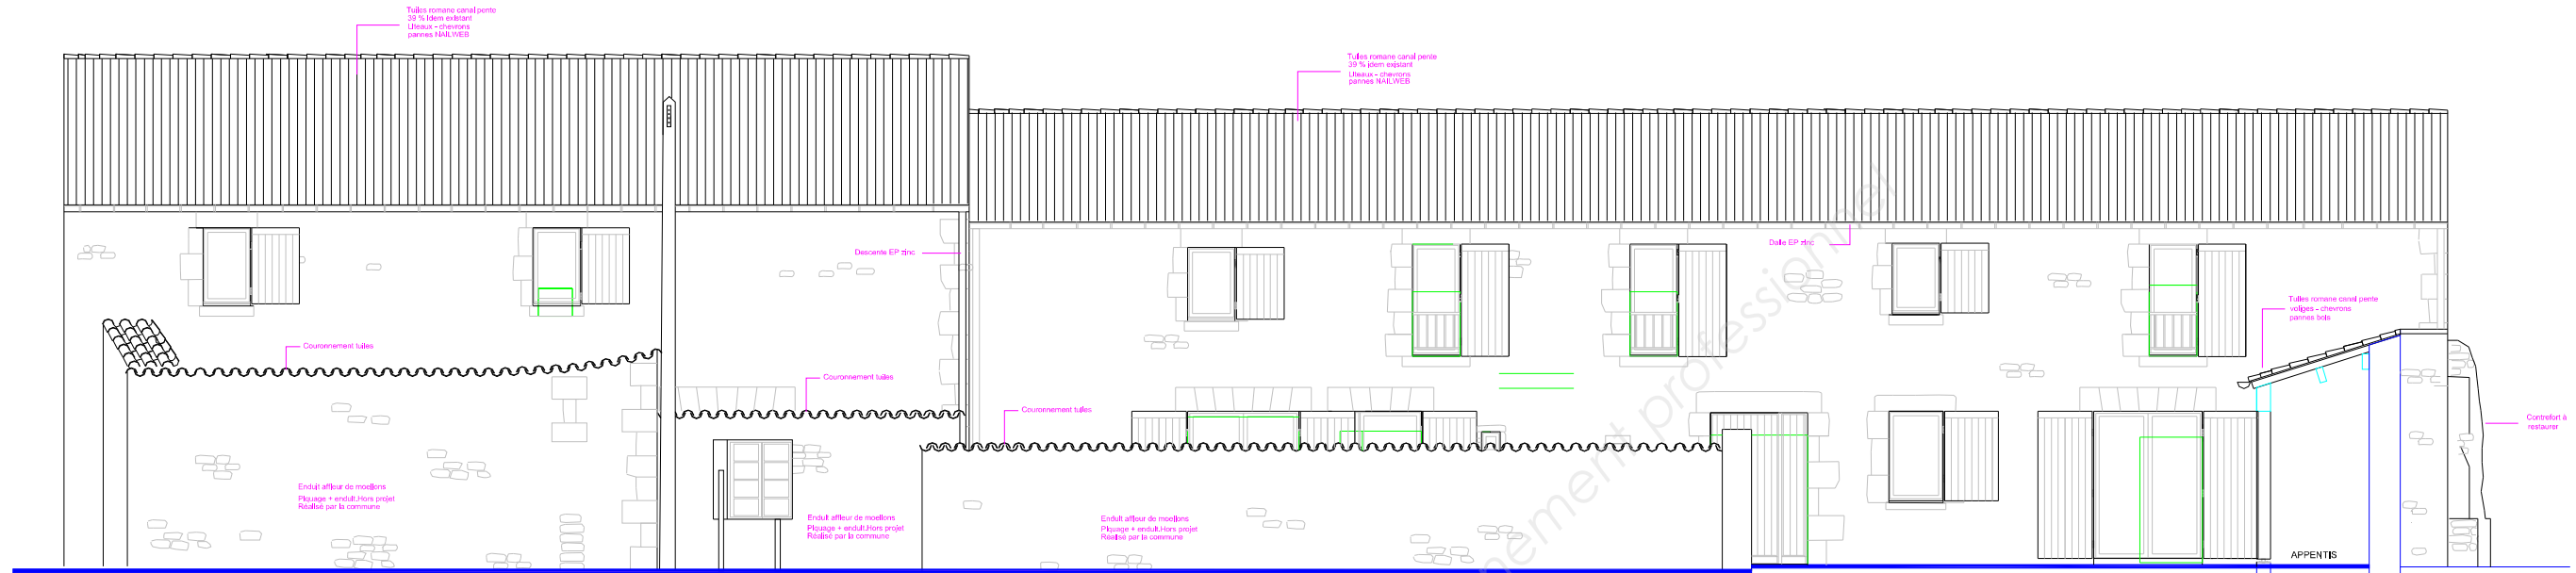 Tuiles romane canal pente
39 % idem existant
Liteaux - chevrons
pannes NAILWEB
Tuiles romane canal pente
39 % idem existant
Liteaux - chevrons
pannes NAILWEB
Descente EP zinc
Dalle EP zinc
Tuiles romane canal pente
voliges - chevrons
pannes bois
Couronnement tuiles
Couronnement tuiles
Couronnement tuiles
Contrefort à
restaurer
Enduit affleur de moellons
Piquage + enduit.Hors projet
Réalisé par la commune
Enduit affleur de moellons
Piquage + enduit.Hors projet
Réalisé par la commune
Enduit affleur de moellons
Piquage + enduit.Hors projet
Réalisé par la commune
APPENTIS
hement professionnel